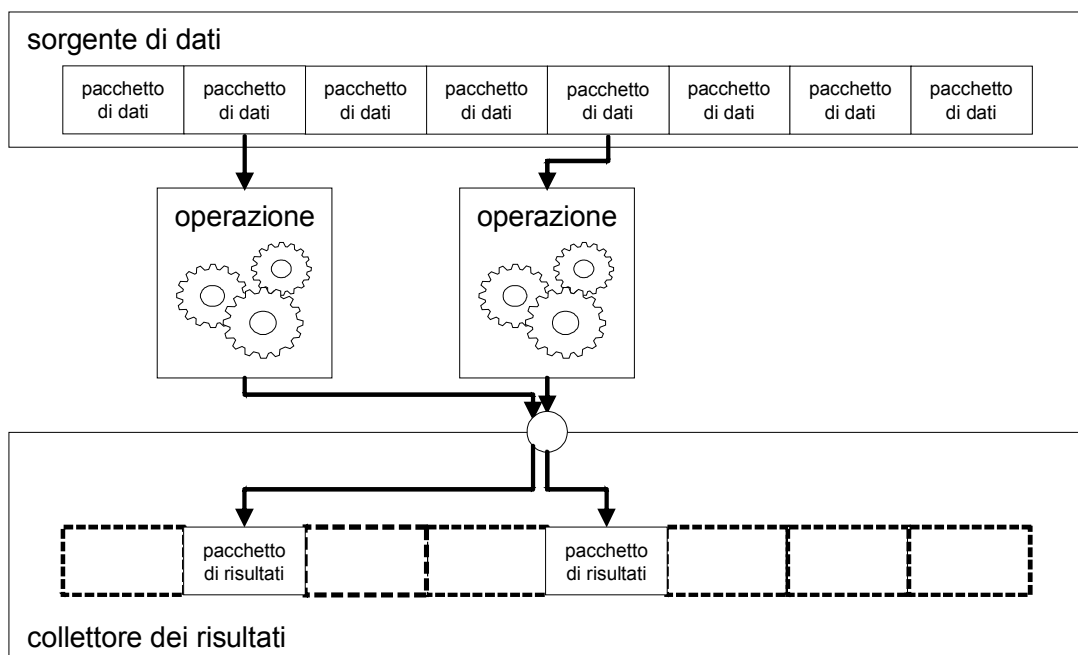 sorgente di dati
pacchetto
di dati
pacchetto
di dati
pacchetto
di dati
pacchetto
di dati
pacchetto
di dati
pacchetto
di dati
pacchetto
di dati
pacchetto
di dati
operazione
operazione
pacchetto
di risultati
pacchetto
di risultati
collettore dei risultati